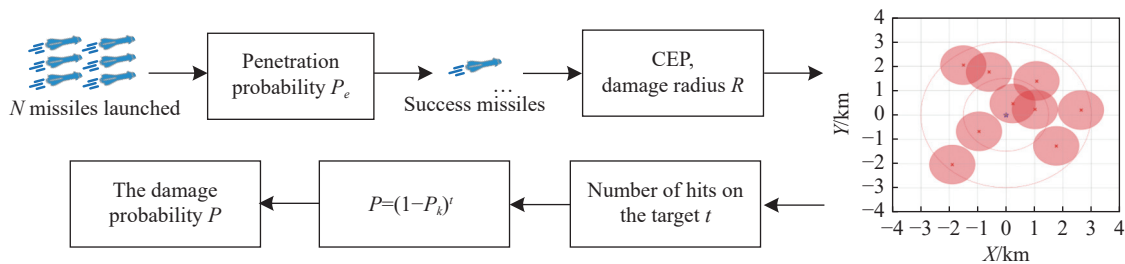 N missiles launched
Penetration
probability Pₑ
...
Success missiles
CEP,
damage radius R
Y/km
4
3
2
1
0
−1
−2
−3
4
−4 −3 −2 −1 0 1 2 3 4
X/km
Number of hits on
the target t
P=(1−Pₖ)ᵗ
The damage
probability P